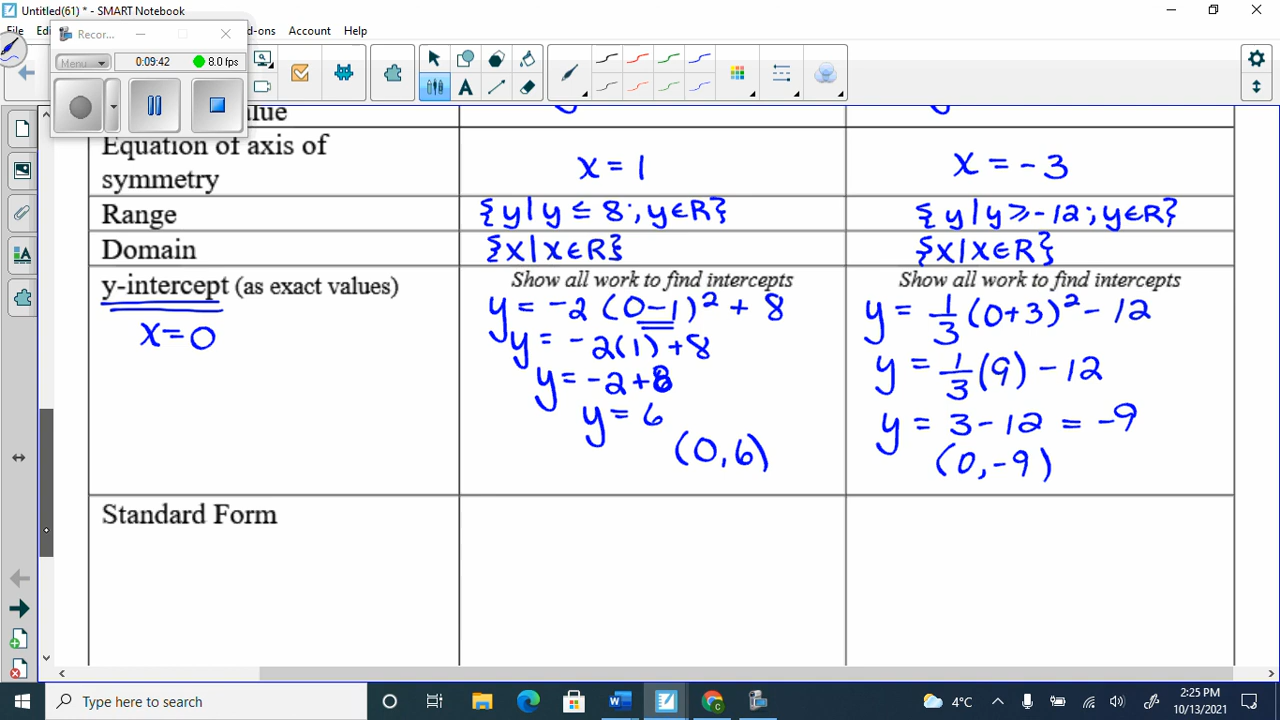 Untitled(61) * - SMART Notebook
Recor...
File
Account
Help
Menu
0:09:42
8.0 fps
Equation of axis of symmetry
x = 1
x = -3
Range
{y | y ≤ 8 ; y ∈ R}
{y | y ≥ -12 ; y ∈ R}
Domain
{x | x ∈ R}
{x | x ∈ R}
y-intercept (as exact values)
x = 0
Show all work to find intercepts
y = -2 (0-1)² + 8
y = -2(1) + 8
y = -2 + 8
y = 6
(0, 6)
Show all work to find intercepts
y = 1/3 (0+3)² - 12
y = 1/3 (9) - 12
y = 3 - 12 = -9
(0, -9)
Standard Form
Type here to search
4°C
2:25 PM
10/13/2021